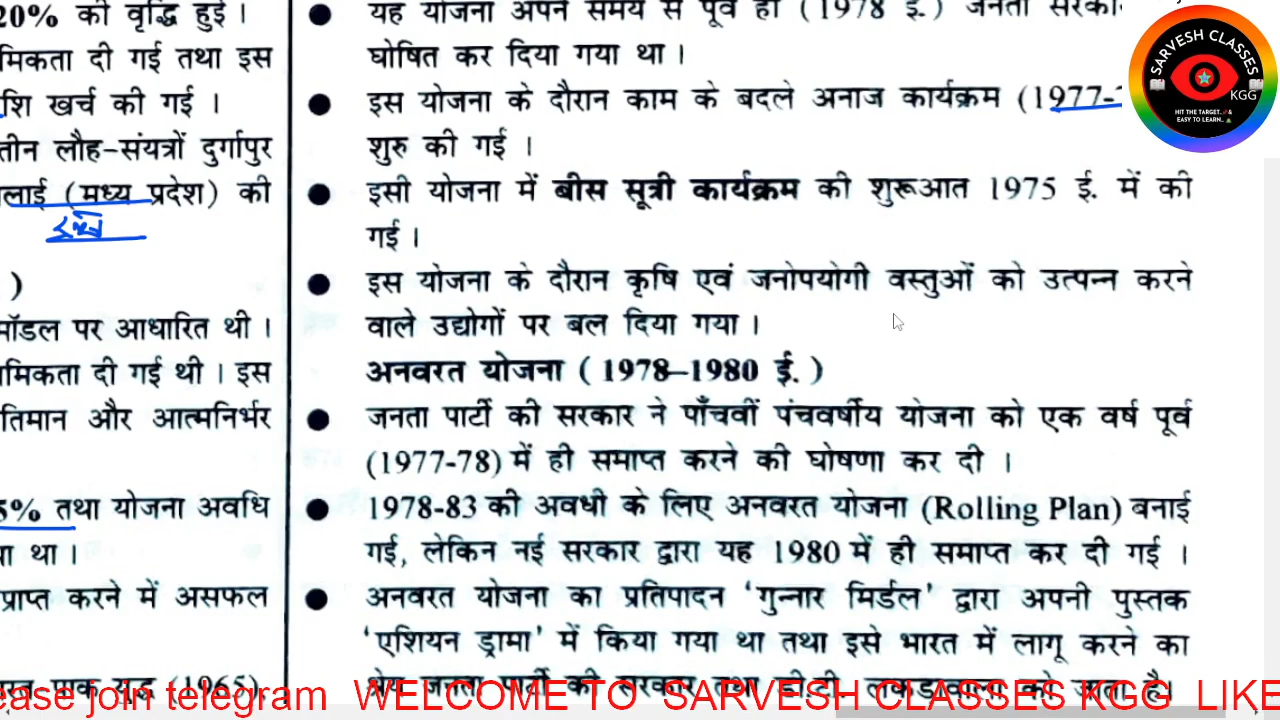 20% की वृद्धि हुई ।
मिकता दी गई तथा इस
शि खर्च की गई ।
तीन लौह-संयत्रों दुर्गापुर
लाई (मध्य प्रदेश) की
)
मॉडल पर आधारित थी ।
मिकता दी गई थी । इस
तिमान और आत्मनिर्भर
5% तथा योजना अवधि
था ।
प्राप्त करने में असफल
पाक युद्ध (1965),
यह योजना अपने समय से पूर्व ही (1978 ई.) जनता
घोषित कर दिया गया था ।
इस योजना के दौरान काम के बदले अनाज कार्यक्रम (1977-
शुरु की गई ।
इसी योजना में बीस सूत्री कार्यक्रम की शुरूआत 1975 ई. में की
गई ।
इस योजना के दौरान कृषि एवं जनोपयोगी वस्तुओं को उत्पन्न करने
वाले उद्योगों पर बल दिया गया ।
अनवरत योजना ( 1978–1980 ई. )
जनता पार्टी की सरकार ने पाँचवीं पंचवर्षीय योजना को एक वर्ष पूर्व
(1977-78) में ही समाप्त करने की घोषणा कर दी ।
1978-83 की अवधी के लिए अनवरत योजना (Rolling Plan) बनाई
गई, लेकिन नई सरकार द्वारा यह 1980 में ही समाप्त कर दी गई ।
अनवरत योजना का प्रतिपादन ‘गुन्नार मिर्डल’ द्वारा अपनी पुस्तक
‘एशियन ड्रामा’ में किया गया था तथा इसे भारत में लागू करने का
श्रेय जनता पार्टी की सरकार तथा डी.टी. लकड़ावाला को जाता है।
SARVESH CLASSES
KGG
HIT THE TARGET..
EASY TO LEARN..
ease join telegram WELCOME TO SARVESH CLASSES KGG LIKE